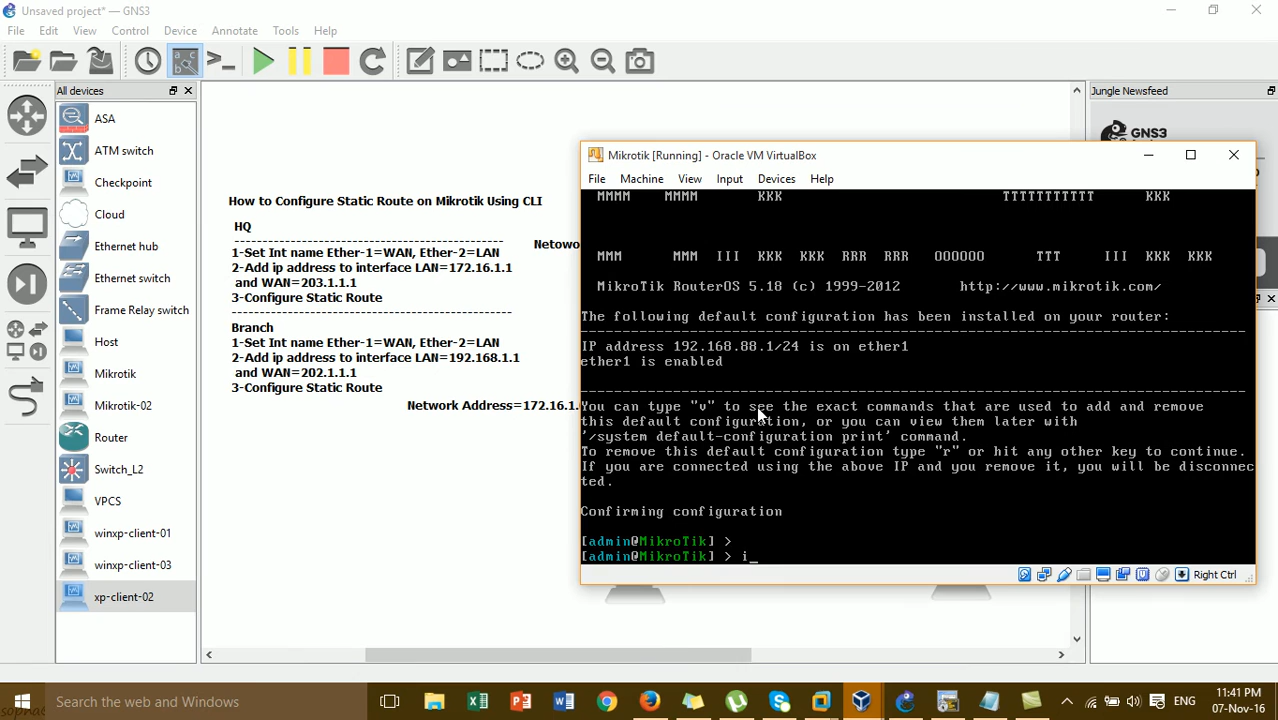 Unsaved project* — GNS3
File Edit View Control Device Annotate Tools Help
All devices
ASA
ATM switch
Checkpoint
Cloud
Ethernet hub
Ethernet switch
Frame Relay switch
Host
Mikrotik
Mikrotik-02
Router
Switch_L2
VPCS
winxp-client-01
winxp-client-03
xp-client-02
How to Configure Static Route on Mikrotik Using CLI
HQ
--------------------------------------------------
1-Set Int name Ether-1=WAN, Ether-2=LAN
2-Add ip address to interface LAN=172.16.1.1
and WAN=203.1.1.1
3-Configure Static Route
--------------------------------------------------
Branch
1-Set Int name Ether-1=WAN, Ether-2=LAN
2-Add ip address to interface LAN=192.168.1.1
and WAN=202.1.1.1
3-Configure Static Route
Netowo
Network Address=172.16.1.
Jungle Newsfeed
GNS3
Mikrotik [Running] - Oracle VM VirtualBox
File Machine View Input Devices Help
MMMM MMMM KKK TTTTTTTTTTT KKK
MMM MMM III KKK KKK RRR RRR OOOOOO TTT III KKK KKK
MikroTik RouterOS 5.18 (c) 1999-2012 http://www.mikrotik.com/
The following default configuration has been installed on your router:
-------------------------------------------------------------------------------
IP address 192.168.88.1/24 is on ether1
ether1 is enabled
-------------------------------------------------------------------------------
You can type "v" to see the exact commands that are used to add and remove
this default configuration, or you can view them later with
'/system default-configuration print' command.
To remove this default configuration type "r" or hit any other key to continue.
If you are connected using the above IP and you remove it, you will be disconnec
ted.
Confirming configuration
[admin@MikroTik] >
[admin@MikroTik] > i_
Right Ctrl
Search the web and Windows
ENG
11:41 PM
07-Nov-16